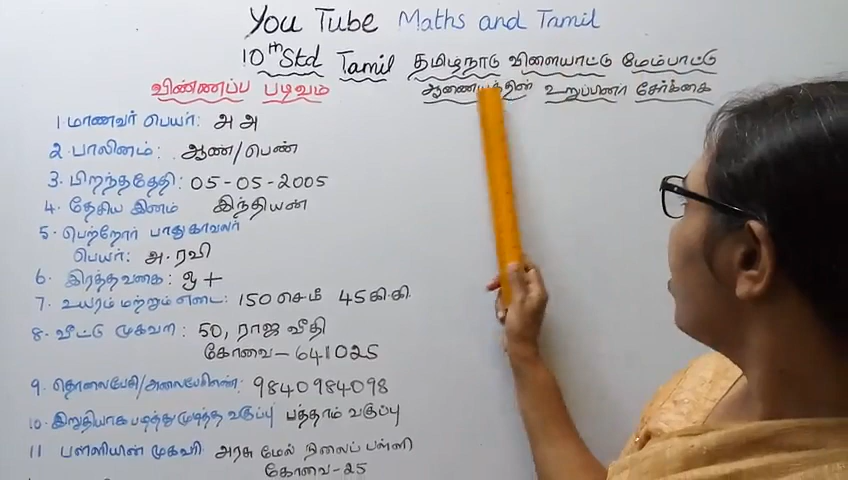 You Tube Maths and Tamil
10th Std Tamil தமிழ்நாடு விளையாட்டு மேம்பாட்டு
விண்ணப்ப படிவம் ஆணையத்தின் உறுப்பினர் சேர்க்கை
1 மாணவர் பெயர்: அ அ
2. பாலினம்: ஆண்/பெண்
3. பிறந்ததேதி: 05-05-2005
4. தேசிய இனம் இந்தியன்
5. பெற்றோர் பாதுகாவலர்
பெயர்: அ. ரவி
6. இரத்தவகை: ஆ +
7. உயரம் மற்றும் எடை: 150 செ.மீ 45 கி.கி.
8. வீட்டு முகவரி: 50, ராஜ வீதி
கோவை - 641025
9. தொலைபேசி/அலைபேசிஎண்: 9840984098
10. இறுதியாக படித்து முடித்த வகுப்பு பத்தாம் வகுப்பு
11 பள்ளியின் முகவரி அரசு மேல் நிலைப் பள்ளி
கோவை-25